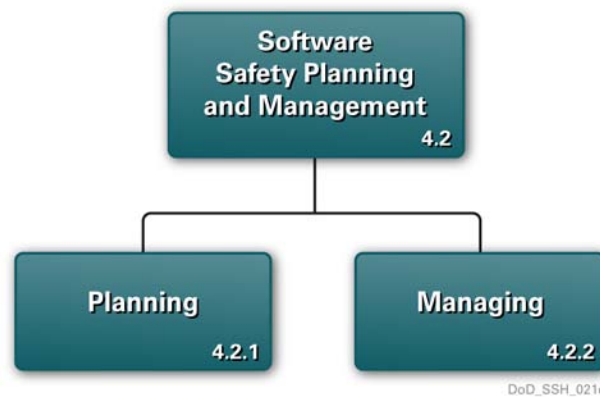 Software
Safety Planning
and Management
4.2
Planning
4.2.1
Managing
4.2.2